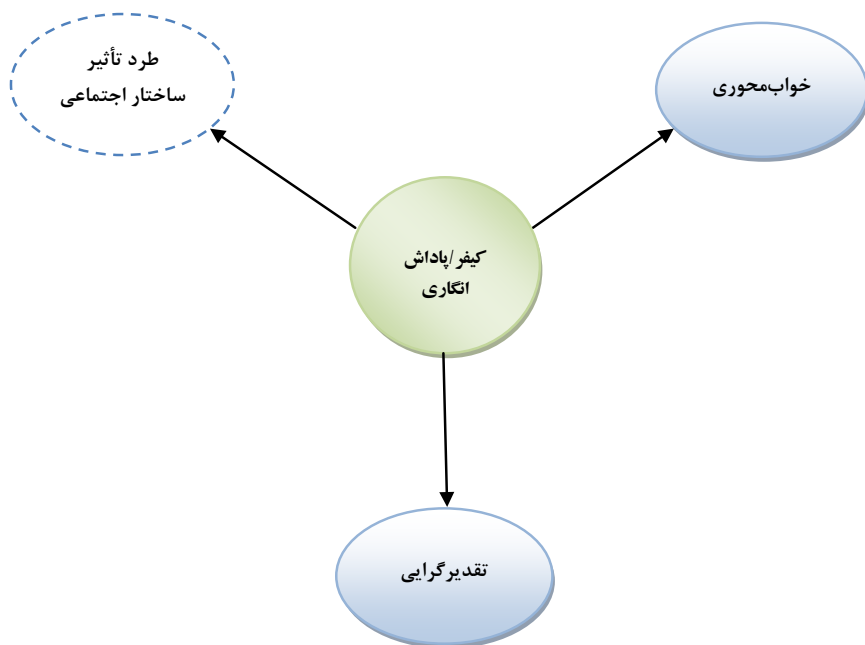 طرد تأثیر
ساختار اجتماعی
خواب‌محوری
کیفر/پاداش
انگاری
تقدیرگرایی